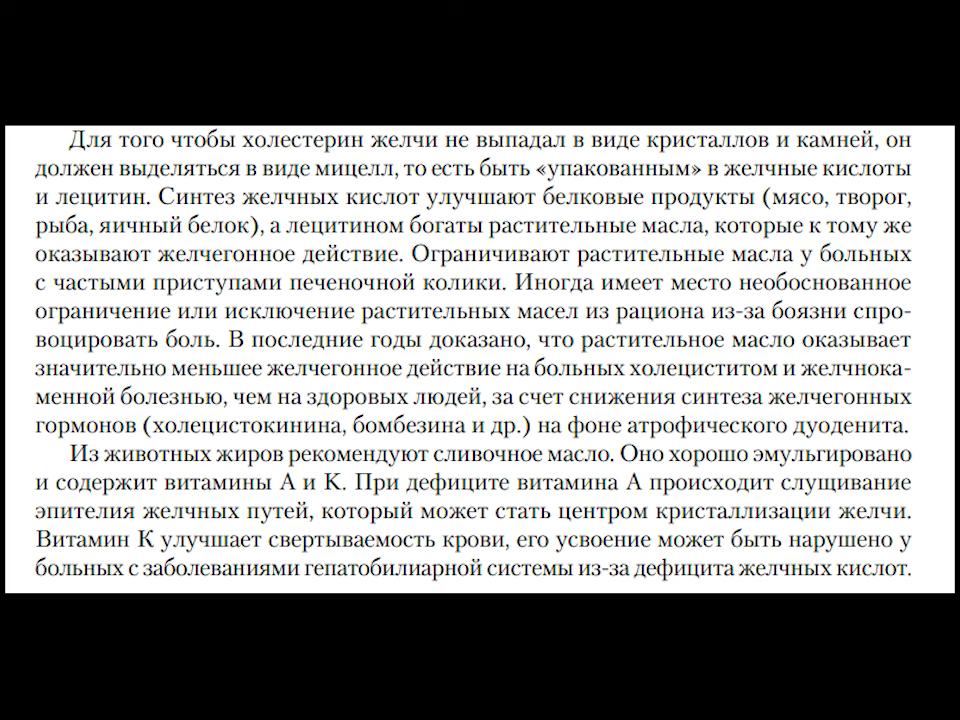 Для того чтобы холестерин желчи не выпадал в виде кристаллов и камней, он
должен выделяться в виде мицелл, то есть быть «упакованным» в желчные кислоты
и лецитин. Синтез желчных кислот улучшают белковые продукты (мясо, творог,
рыба, яичный белок), а лецитином богаты растительные масла, которые к тому же
оказывают желчегонное действие. Ограничивают растительные масла у больных
с частыми приступами печеночной колики. Иногда имеет место необоснованное
ограничение или исключение растительных масел из рациона из-за боязни спро-
воцировать боль. В последние годы доказано, что растительное масло оказывает
значительно меньшее желчегонное действие на больных холециститом и желчнока-
менной болезнью, чем на здоровых людей, за счет снижения синтеза желчегонных
гормонов (холецистокинина, бомбезина и др.) на фоне атрофического дуоденита.
Из животных жиров рекомендуют сливочное масло. Оно хорошо эмульгировано
и содержит витамины А и К. При дефиците витамина А происходит слущивание
эпителия желчных путей, который может стать центром кристаллизации желчи.
Витамин К улучшает свертываемость крови, его усвоение может быть нарушено у
больных с заболеваниями гепатобилиарной системы из-за дефицита желчных кислот.